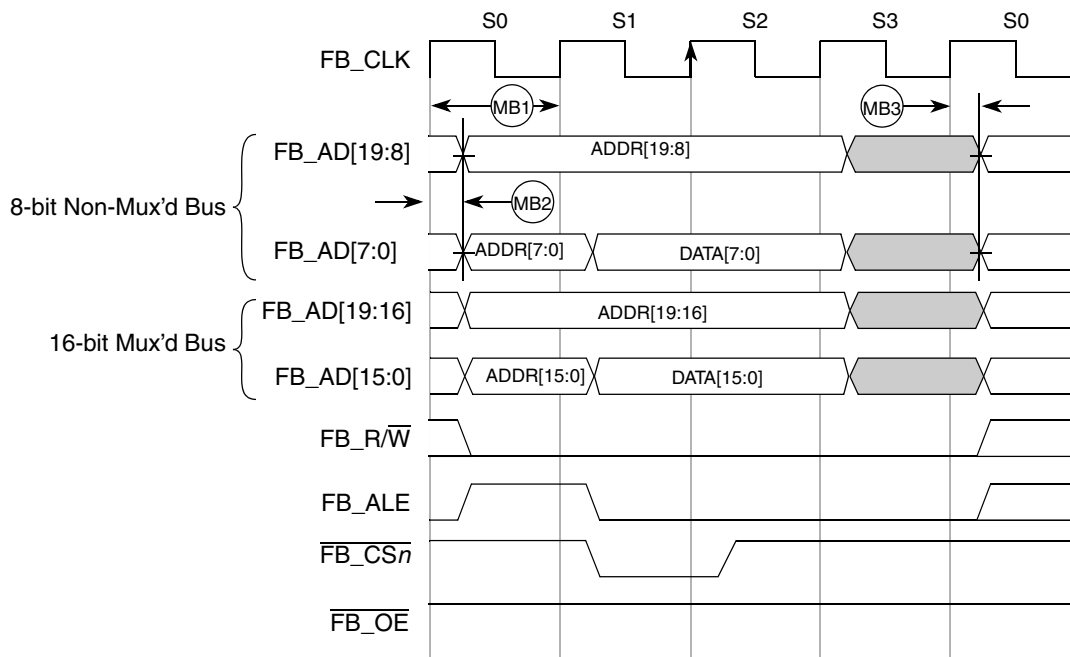 S0 S1 S2 S3 S0
FB_CLK
MB1 MB3
FB_AD[19:8] ADDR[19:8]
8-bit Non-Mux'd Bus
MB2
FB_AD[7:0] ADDR[7:0] DATA[7:0]
FB_AD[19:16] ADDR[19:16]
16-bit Mux'd Bus
FB_AD[15:0] ADDR[15:0] DATA[15:0]
FB_R/W̅
FB_ALE
F̅B̅_̅C̅S̅n̅
F̅B̅_̅O̅E̅